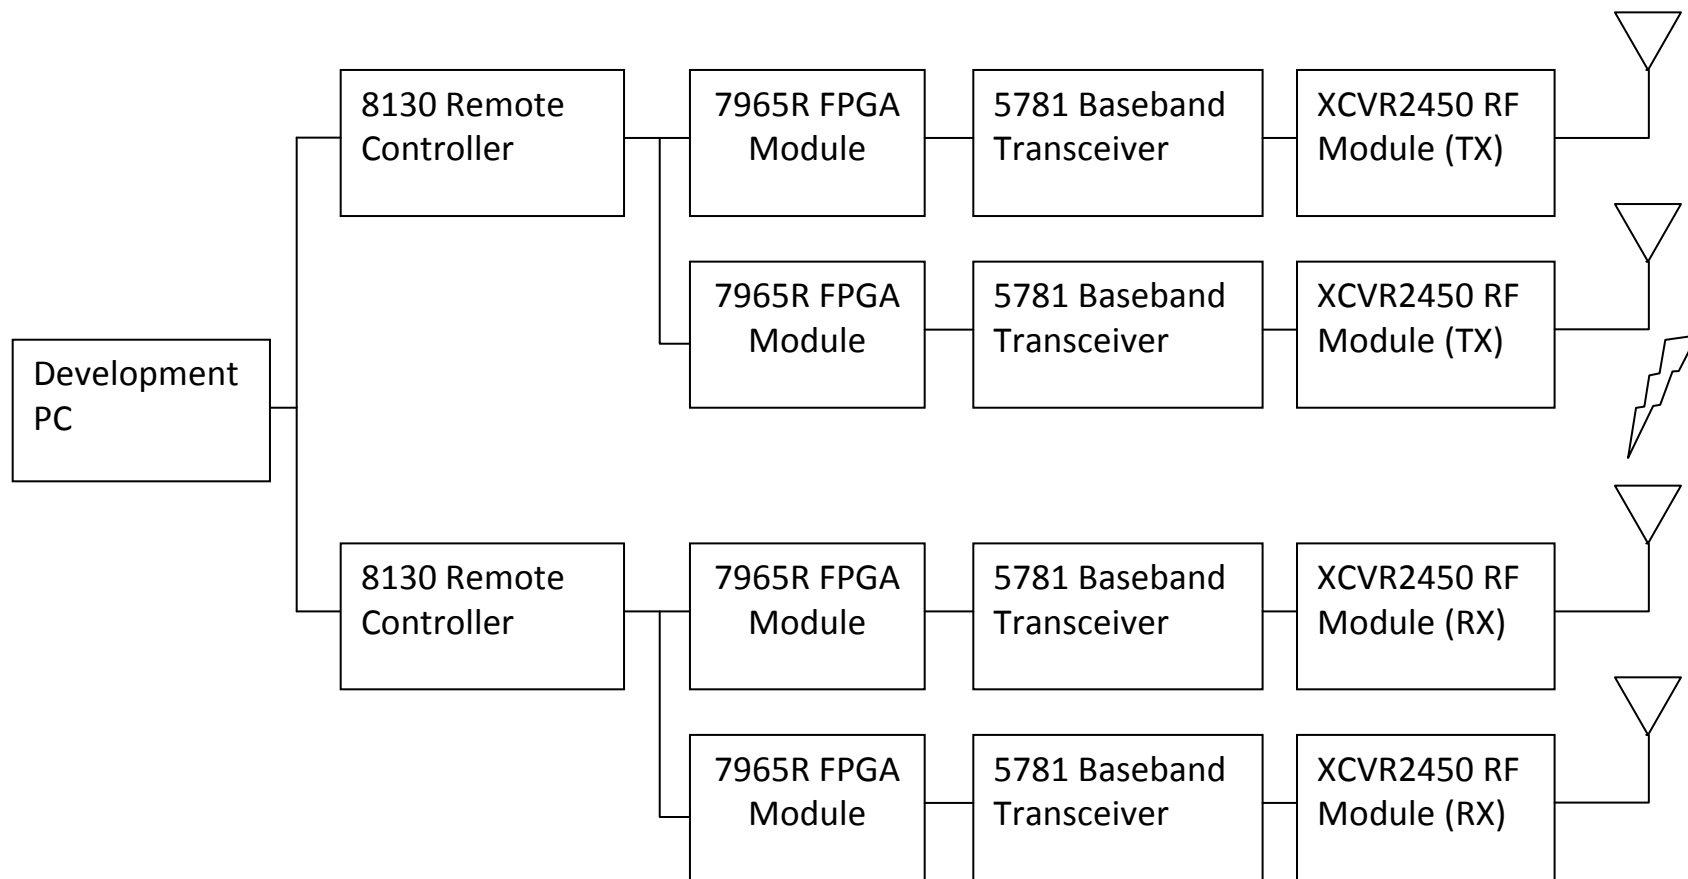 8130 Remote
Controller
7965R FPGA
Module
5781 Baseband
Transceiver
XCVR2450 RF
Module (TX)
7965R FPGA
Module
5781 Baseband
Transceiver
XCVR2450 RF
Module (TX)
Development
PC
8130 Remote
Controller
7965R FPGA
Module
5781 Baseband
Transceiver
XCVR2450 RF
Module (RX)
7965R FPGA
Module
5781 Baseband
Transceiver
XCVR2450 RF
Module (RX)